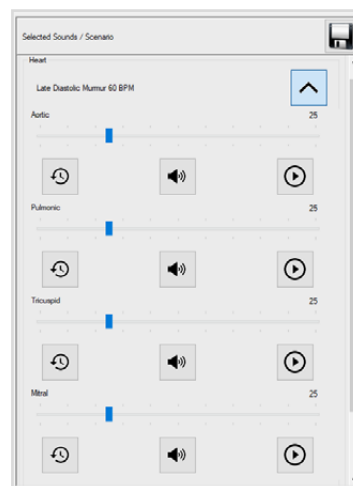 Selected Sounds / Scenario
Heart
Late Diastolic Murmur 60 BPM
Aortic 25
Pulmonic 25
Tricuspid 25
Mitral 25